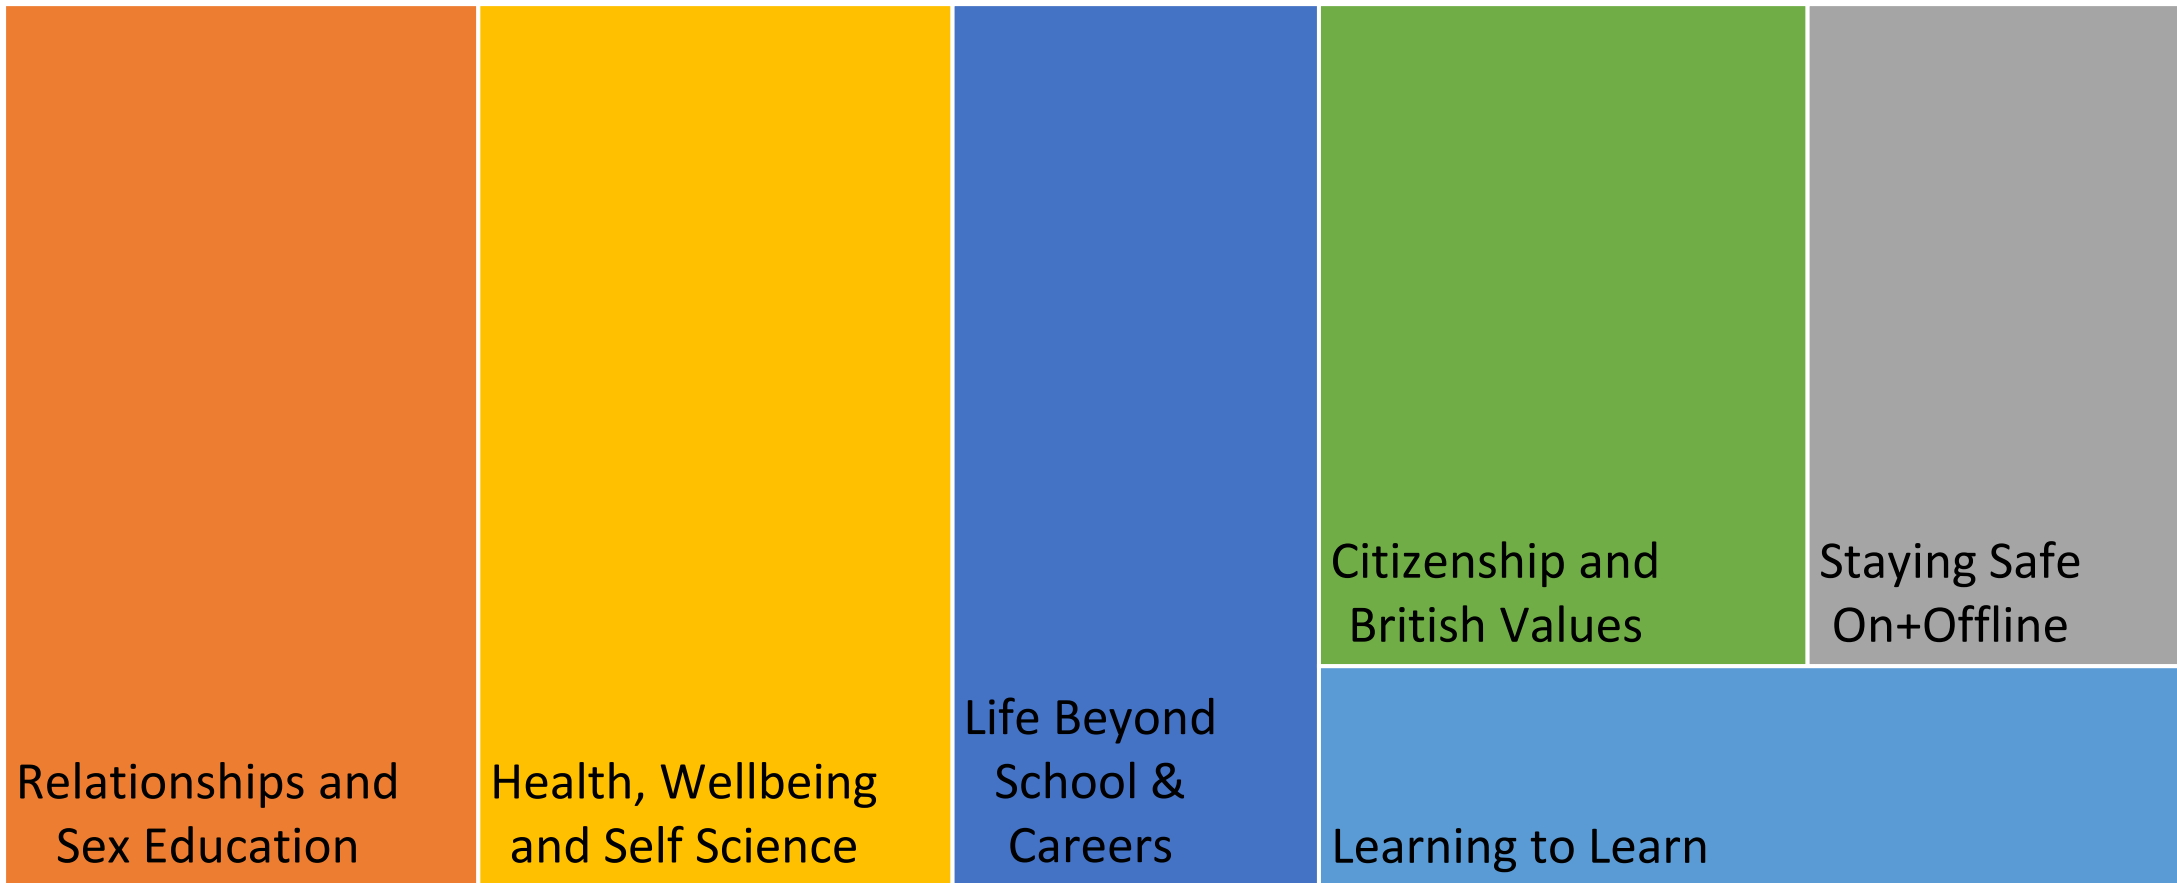 Relationships and
Sex Education
Health, Wellbeing
and Self Science
Life Beyond
School &
Careers
Citizenship and
British Values
Staying Safe
On+Offline
Learning to Learn